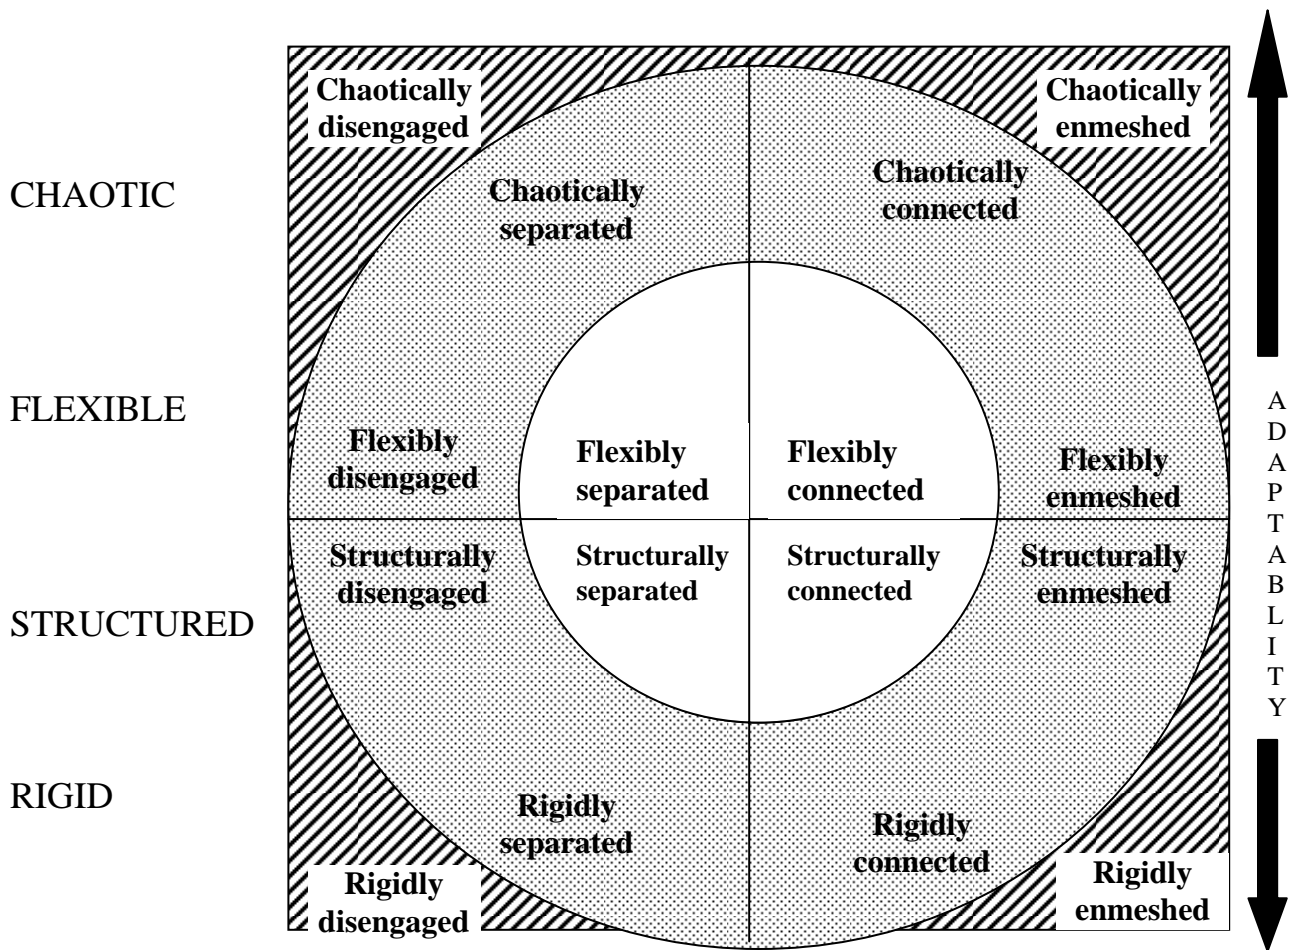 Chaotically
disengaged
Chaotically
enmeshed
CHAOTIC
Chaotically
separated
Chaotically
connected
FLEXIBLE
Flexibly
disengaged
Flexibly
separated
Flexibly
connected
Flexibly
enmeshed
ADAPTABLITY
Structurally
disengaged
Structurally
separated
Structurally
connected
Structurally
enmeshed
STRUCTURED
RIGID
Rigidly
separated
Rigidly
connected
Rigidly
disengaged
Rigidly
enmeshed